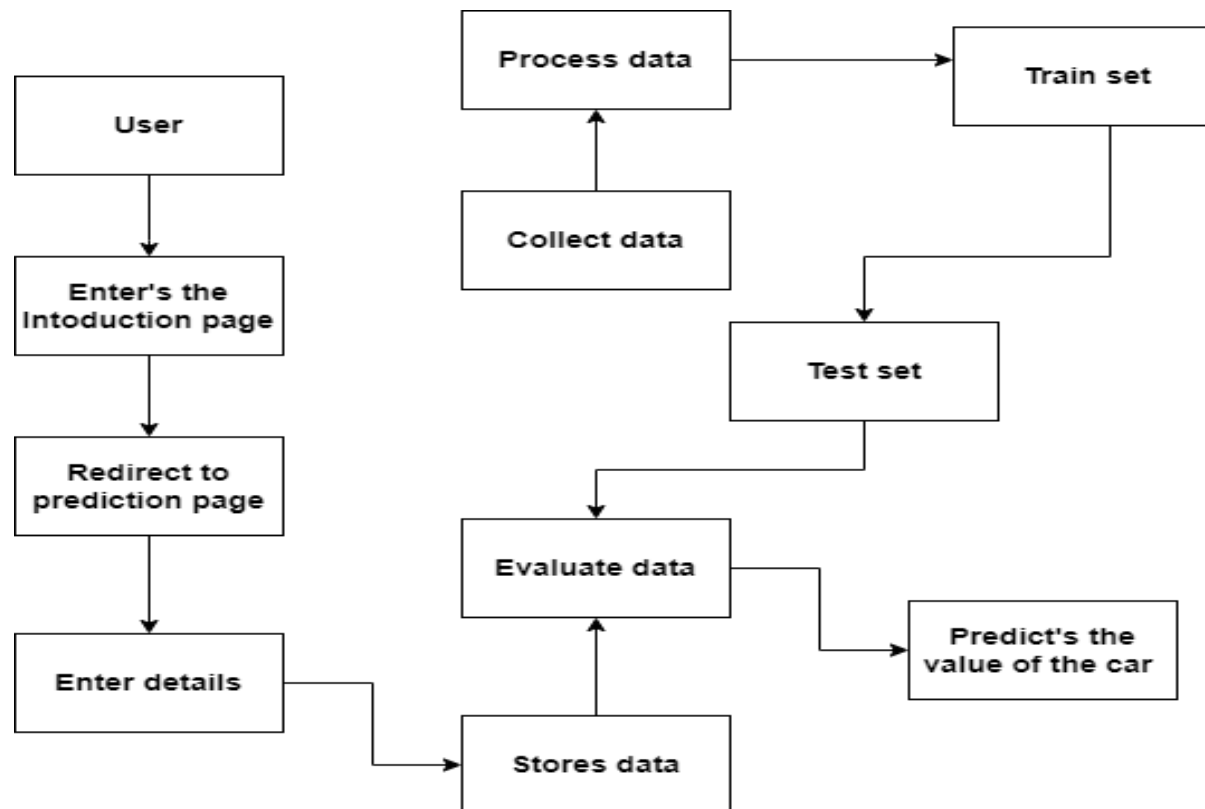 Process data
Train set
User
Collect data
Enter's the
Intoduction page
Test set
Redirect to
prediction page
Evaluate data
Predict's the
value of the car
Enter details
Stores data